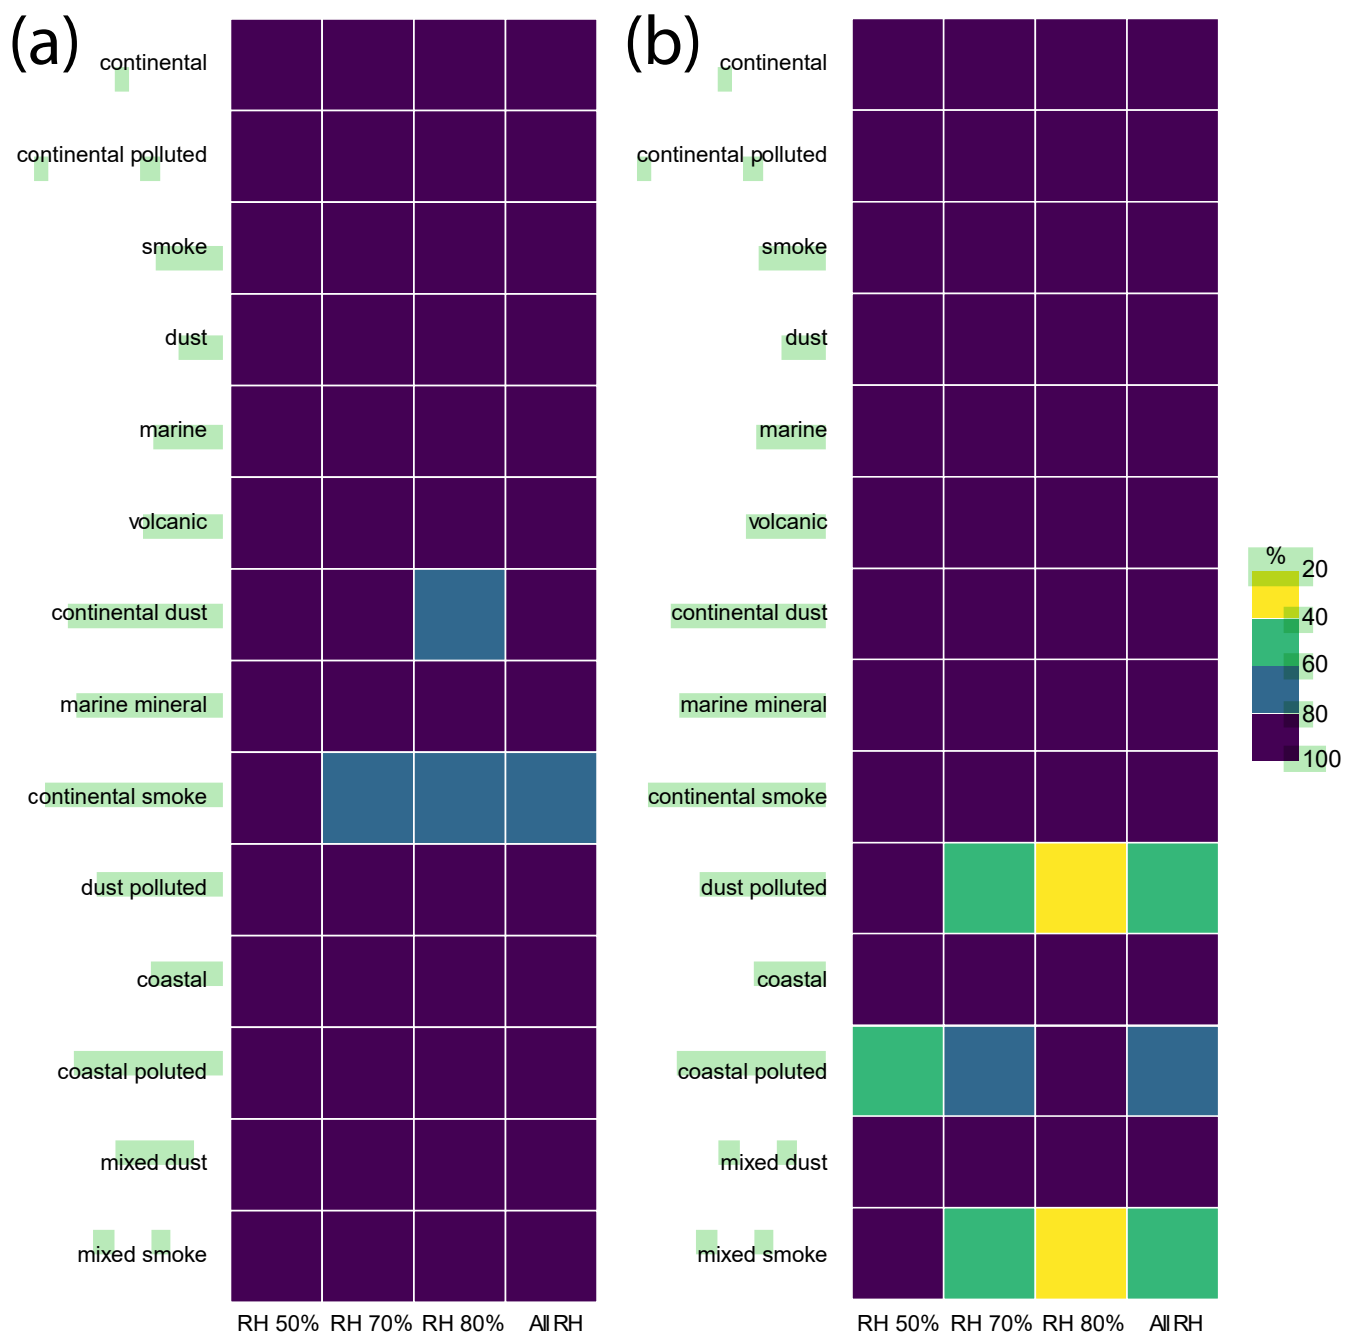 (a)
continental
continental polluted
smoke
dust
marine
volcanic
continental dust
marine mineral
continental smoke
dust polluted
coastal
coastal poluted
mixed dust
mixed smoke
RH 50% RH 70% RH 80% All RH
(b)
continental
continental polluted
smoke
dust
marine
volcanic
continental dust
marine mineral
continental smoke
dust polluted
coastal
coastal poluted
mixed dust
mixed smoke
RH 50% RH 70% RH 80% All RH
%
20
40
60
80
100